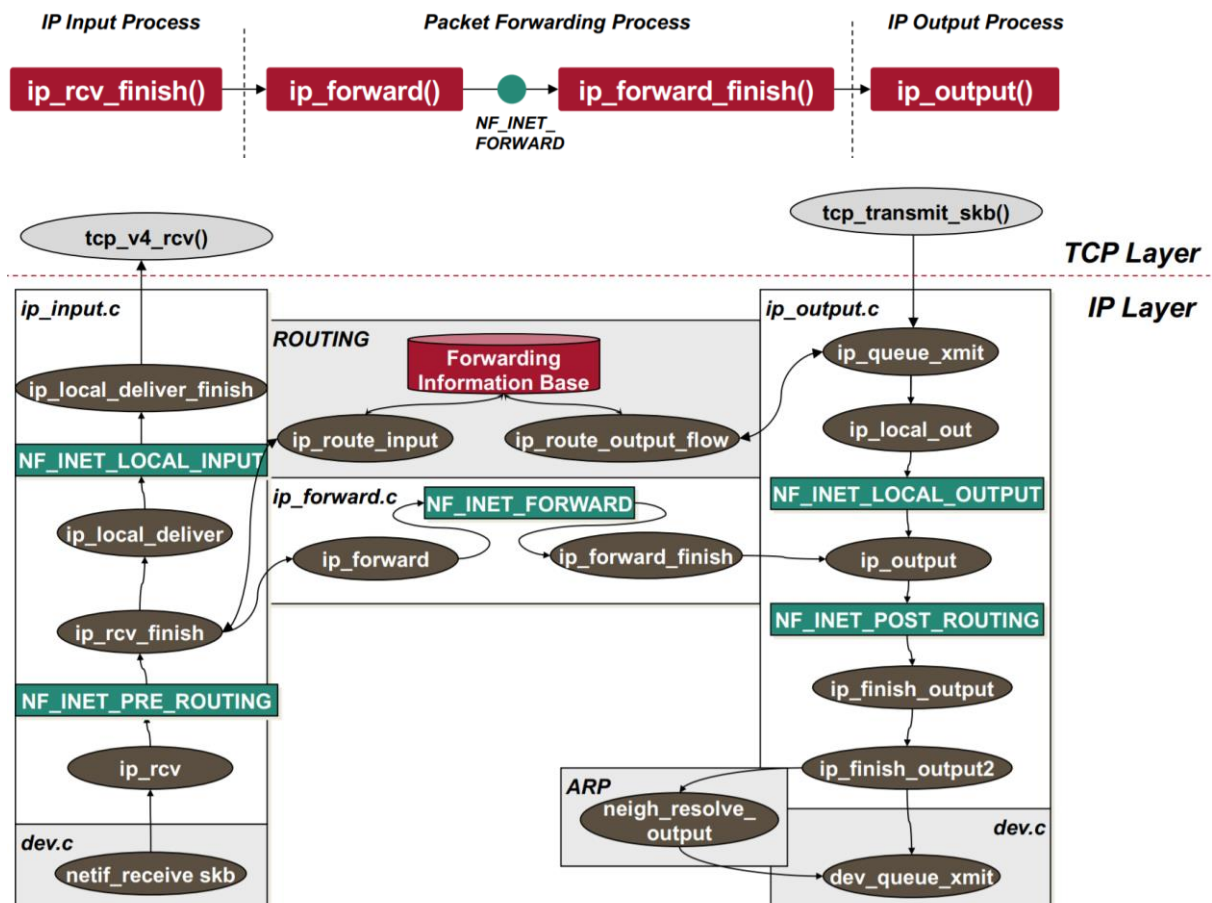 IP Input Process
Packet Forwarding Process
IP Output Process
ip_rcv_finish()
ip_forward()
ip_forward_finish()
ip_output()
NF_INET_
FORWARD
tcp_v4_rcv()
tcp_transmit_skb()
TCP Layer
IP Layer
ip_input.c
ip_local_deliver_finish
NF_INET_LOCAL_INPUT
ip_local_deliver
ip_rcv_finish
NF_INET_PRE_ROUTING
ip_rcv
dev.c
netif_receive skb
ROUTING
Forwarding
Information Base
ip_route_input
ip_route_output_flow
ip_forward.c
NF_INET_FORWARD
ip_forward
ip_forward_finish
ip_output.c
ip_queue_xmit
ip_local_out
NF_INET_LOCAL_OUTPUT
ip_output
NF_INET_POST_ROUTING
ip_finish_output
ip_finish_output2
ARP
neigh_resolve_
output
dev.c
dev_queue_xmit